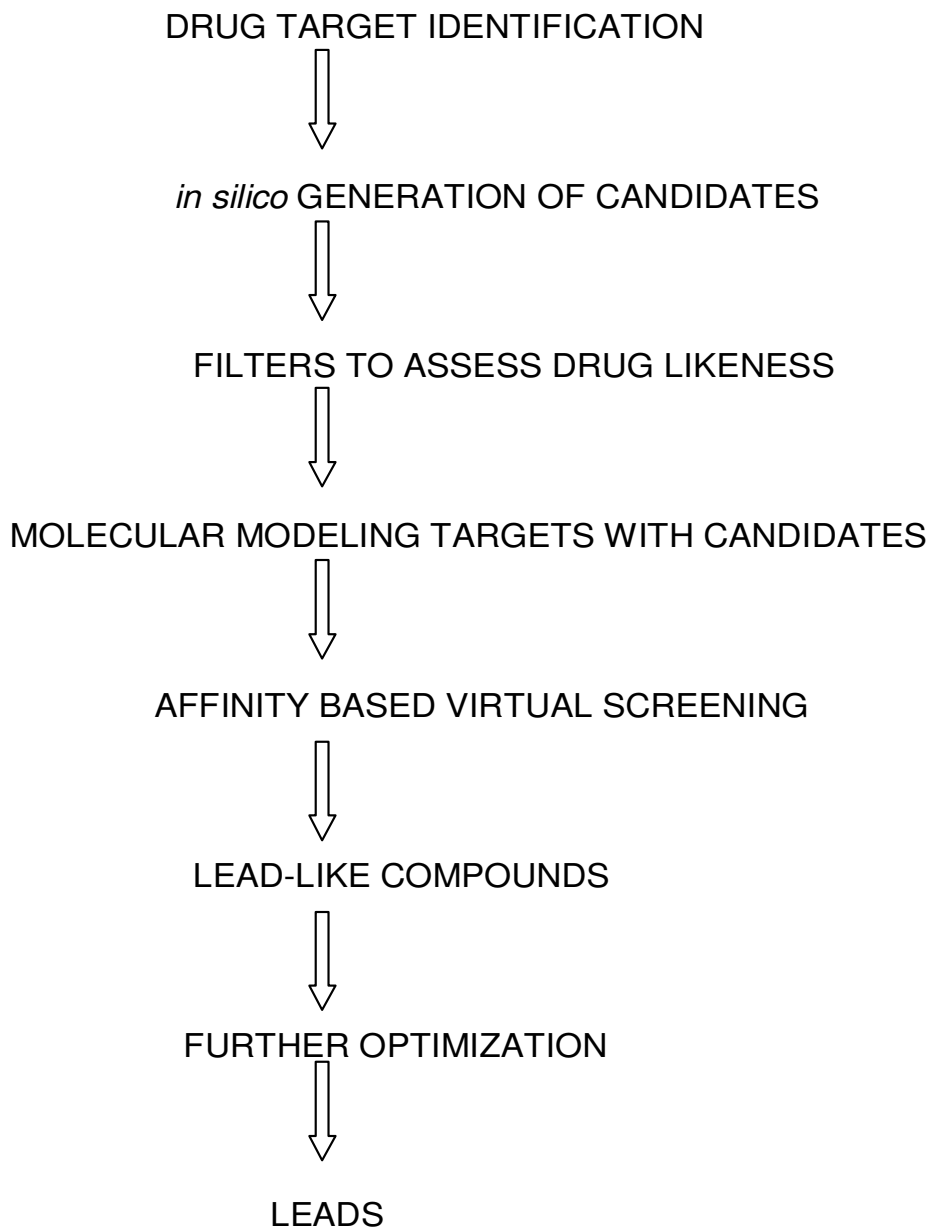 DRUG TARGET IDENTIFICATION
in silico GENERATION OF CANDIDATES
FILTERS TO ASSESS DRUG LIKENESS
MOLECULAR MODELING TARGETS WITH CANDIDATES
AFFINITY BASED VIRTUAL SCREENING
LEAD-LIKE COMPOUNDS
FURTHER OPTIMIZATION
LEADS